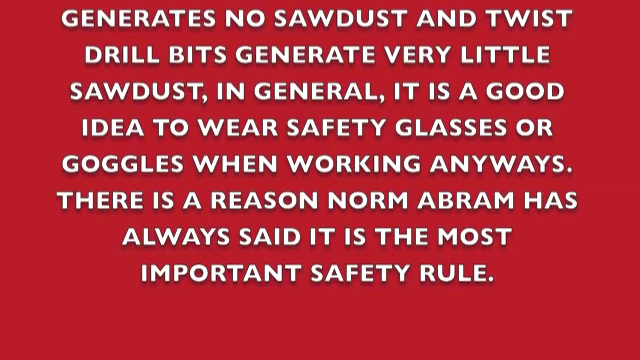 GENERATES NO SAWDUST AND TWIST
DRILL BITS GENERATE VERY LITTLE
SAWDUST, IN GENERAL, IT IS A GOOD
IDEA TO WEAR SAFETY GLASSES OR
GOGGLES WHEN WORKING ANYWAYS.
THERE IS A REASON NORM ABRAM HAS
ALWAYS SAID IT IS THE MOST
IMPORTANT SAFETY RULE.